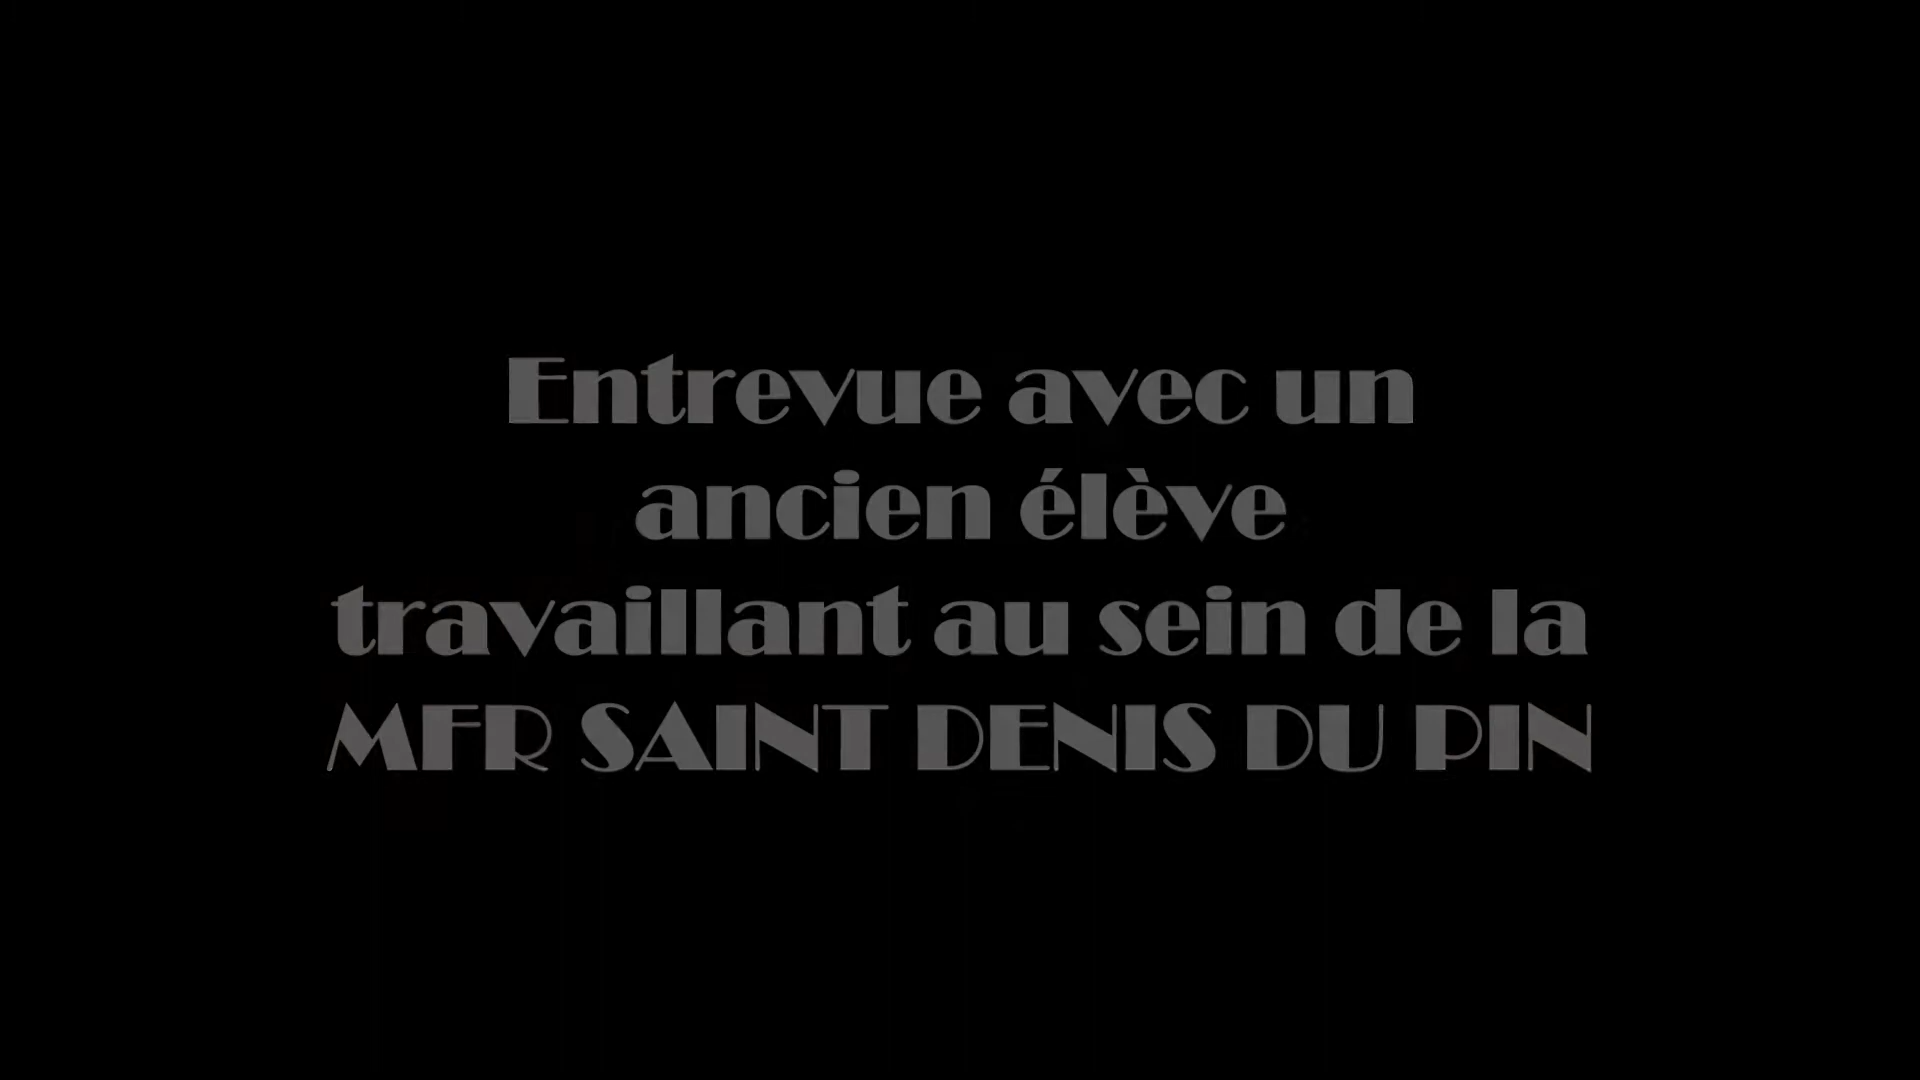 Entrevue avec un
ancien élève
travaillant au sein de la
MFR SAINT DENIS DU PIN